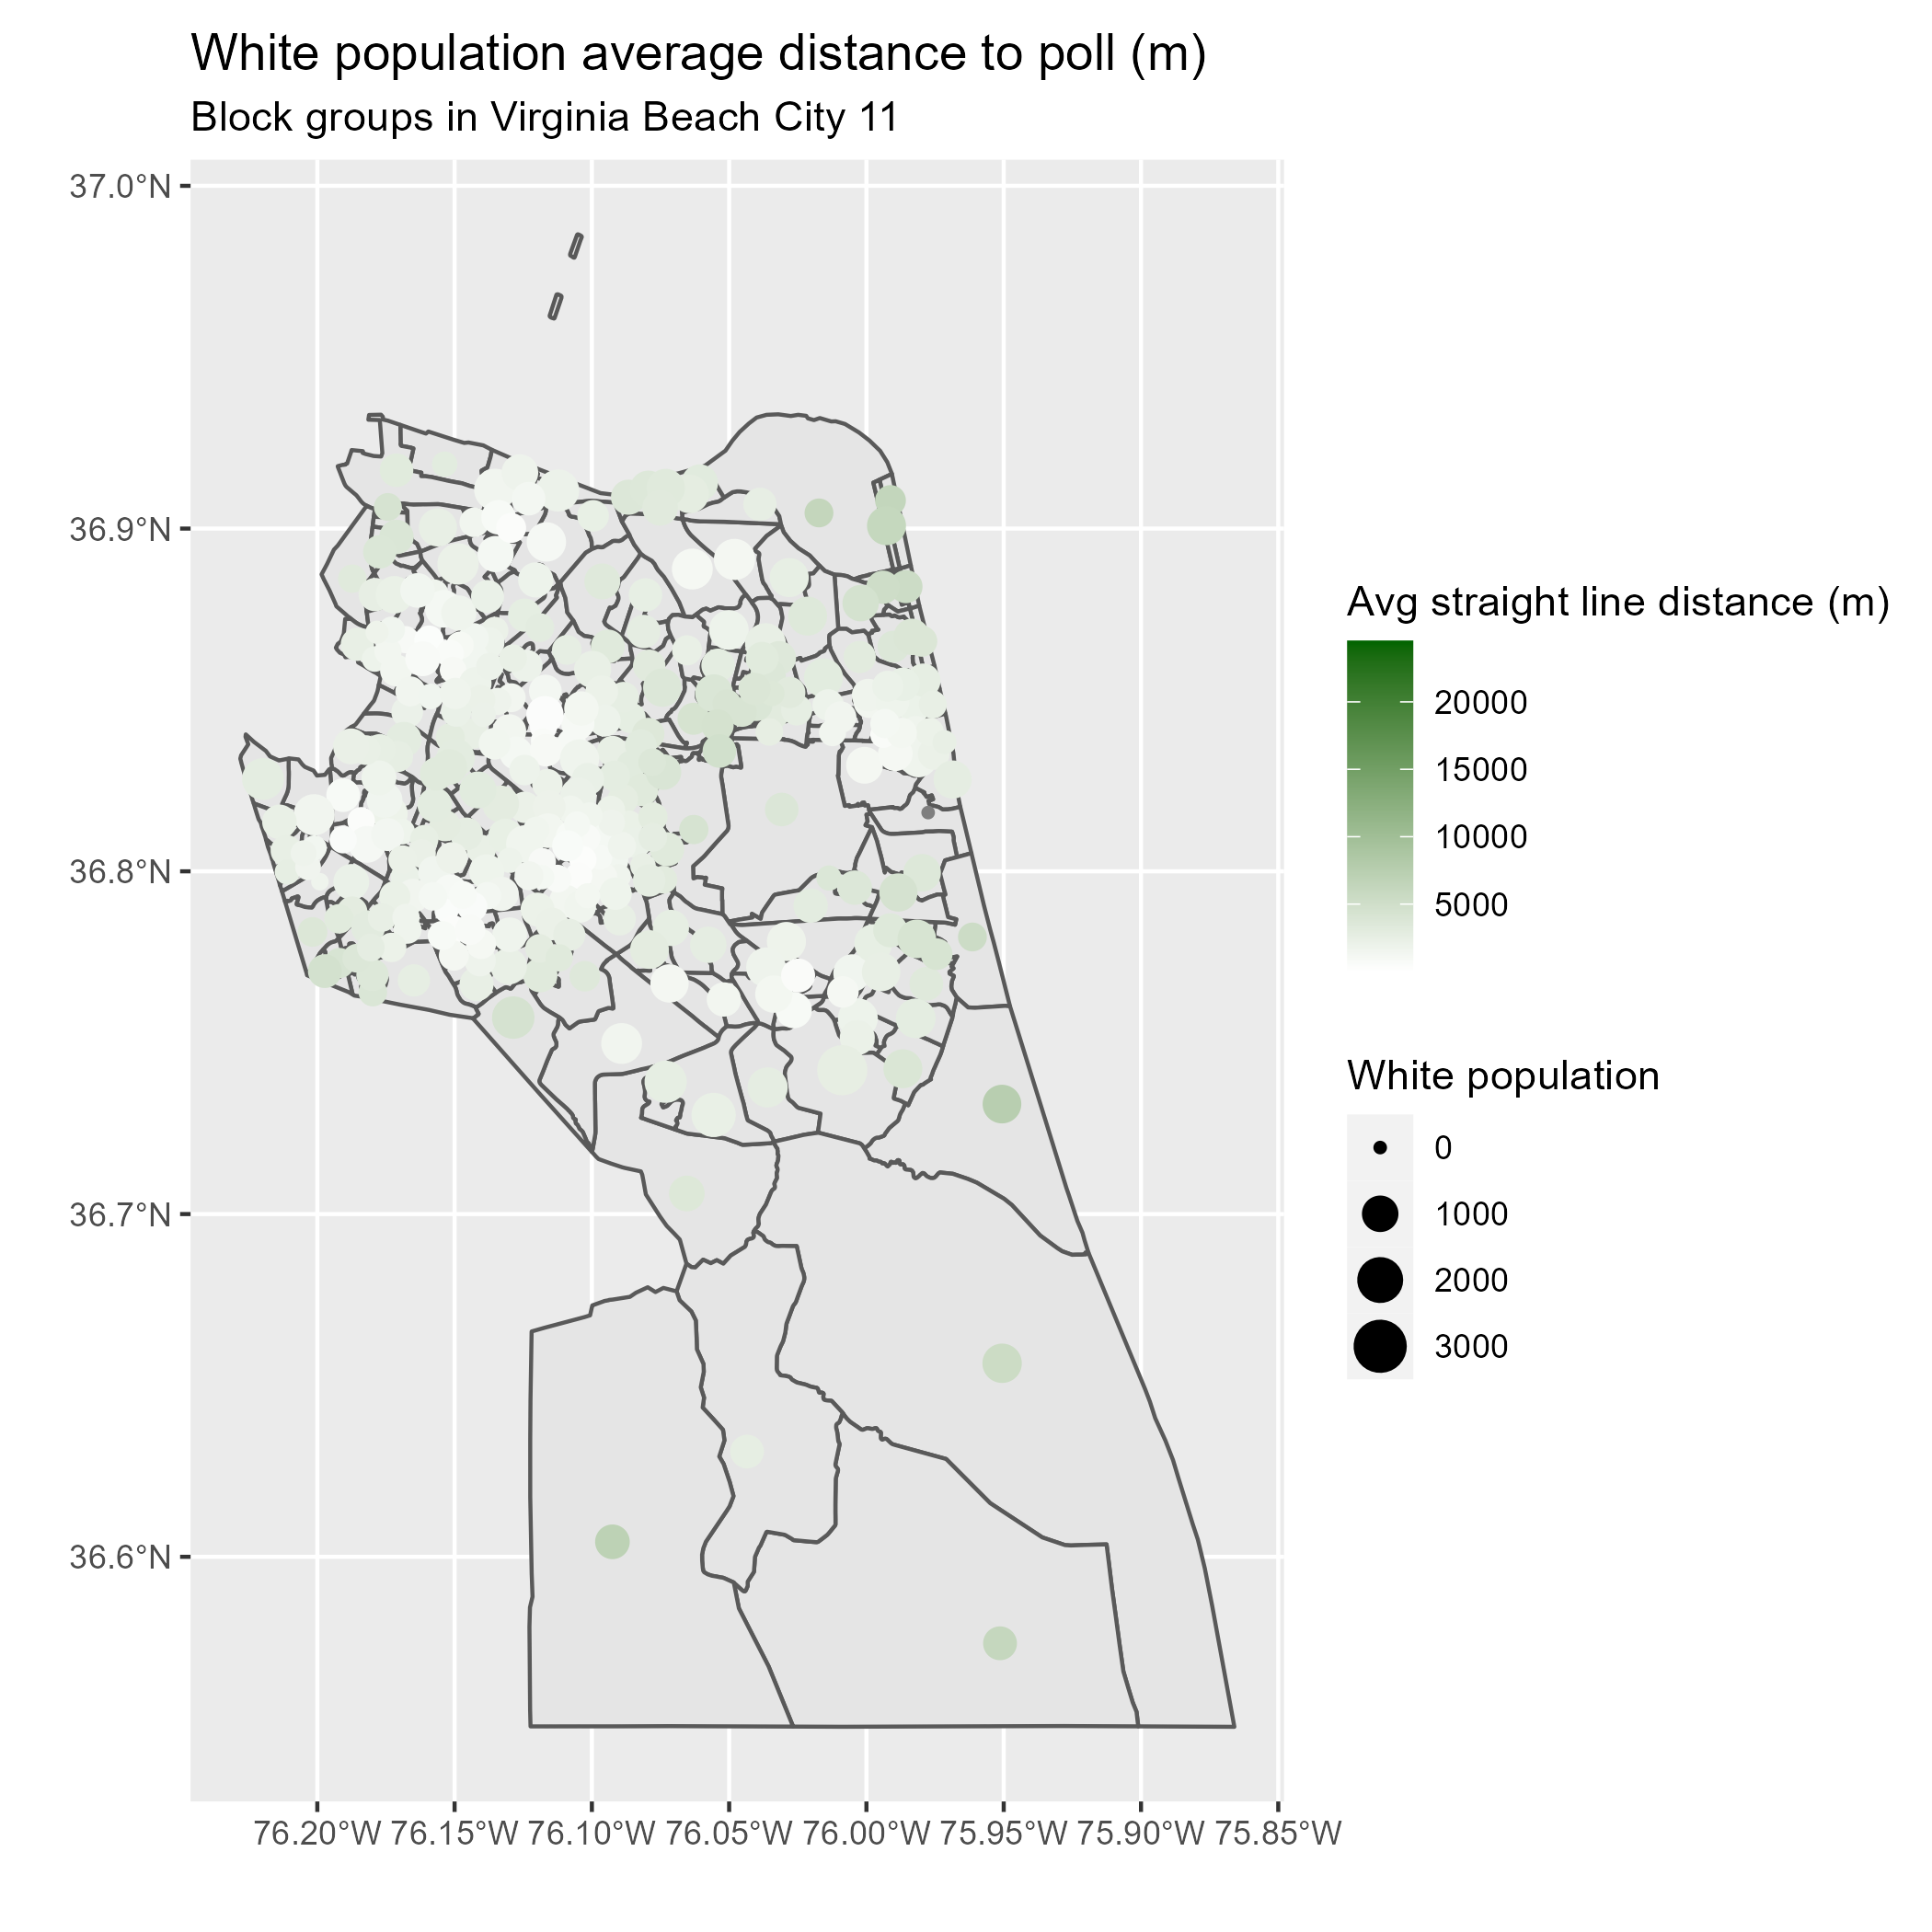 White population average distance to poll (m)
Block groups in Virginia Beach City 11
37.0°N
36.9°N
36.8°N
36.7°N
36.6°N
76.20°W 76.15°W 76.10°W 76.05°W 76.00°W 75.95°W 75.90°W 75.85°W
Avg straight line distance (m)
20000
15000
10000
5000
White population
0
1000
2000
3000